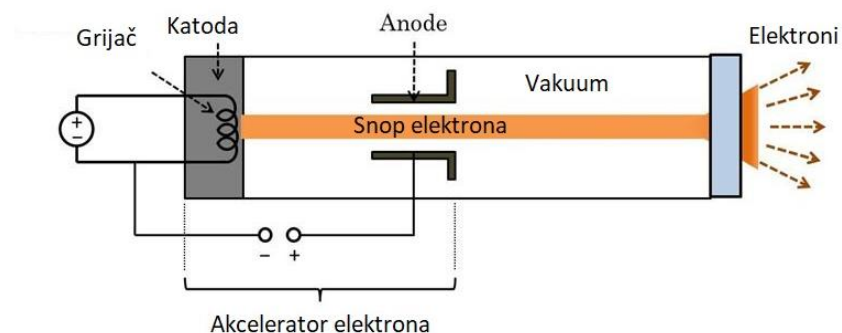 Katoda
Anode
Grijač
Elektroni
Vakuum
Snop elektrona
+
−
− +
Akcelerator elektrona